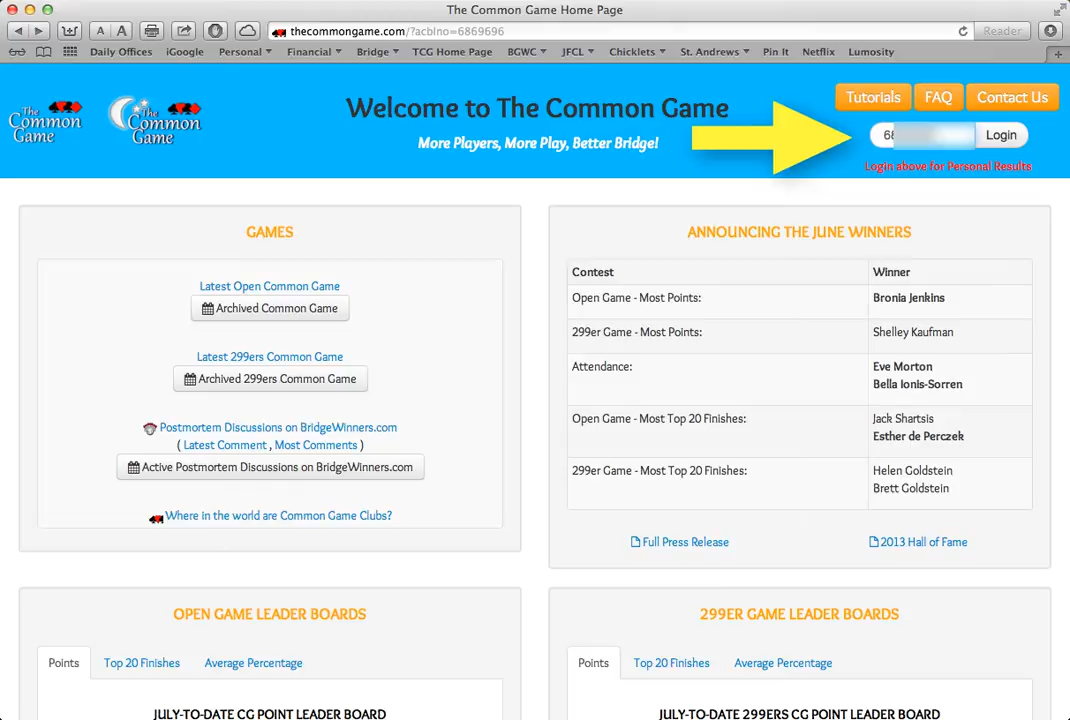 The Common Game Home Page
A A
thecommongame.com/?acblno=6869696
Reader
Daily Offices iGoogle Personal Financial Bridge TCG Home Page BGWC JFCL Chicklets St. Andrews Pin It Netflix Lumosity
The Common Game
The Common Game
Welcome to The Common Game
More Players, More Play, Better Bridge!
Tutorials FAQ Contact Us
Login
Login above for Personal Results
GAMES
Latest Open Common Game
Archived Common Game
Latest 299ers Common Game
Archived 299ers Common Game
Postmortem Discussions on BridgeWinners.com
( Latest Comment , Most Comments )
Active Postmortem Discussions on BridgeWinners.com
Where in the world are Common Game Clubs?
ANNOUNCING THE JUNE WINNERS
Contest Winner
Open Game - Most Points: Bronia Jenkins
299er Game - Most Points: Shelley Kaufman
Attendance: Eve Morton
Bella Ionis-Sorren
Open Game - Most Top 20 Finishes: Jack Shartsis
Esther de Perczek
299er Game - Most Top 20 Finishes: Helen Goldstein
Brett Goldstein
Full Press Release 2013 Hall of Fame
OPEN GAME LEADER BOARDS
Points Top 20 Finishes Average Percentage
JULY-TO-DATE CG POINT LEADER BOARD
299ER GAME LEADER BOARDS
Points Top 20 Finishes Average Percentage
JULY-TO-DATE 299ERS CG POINT LEADER BOARD